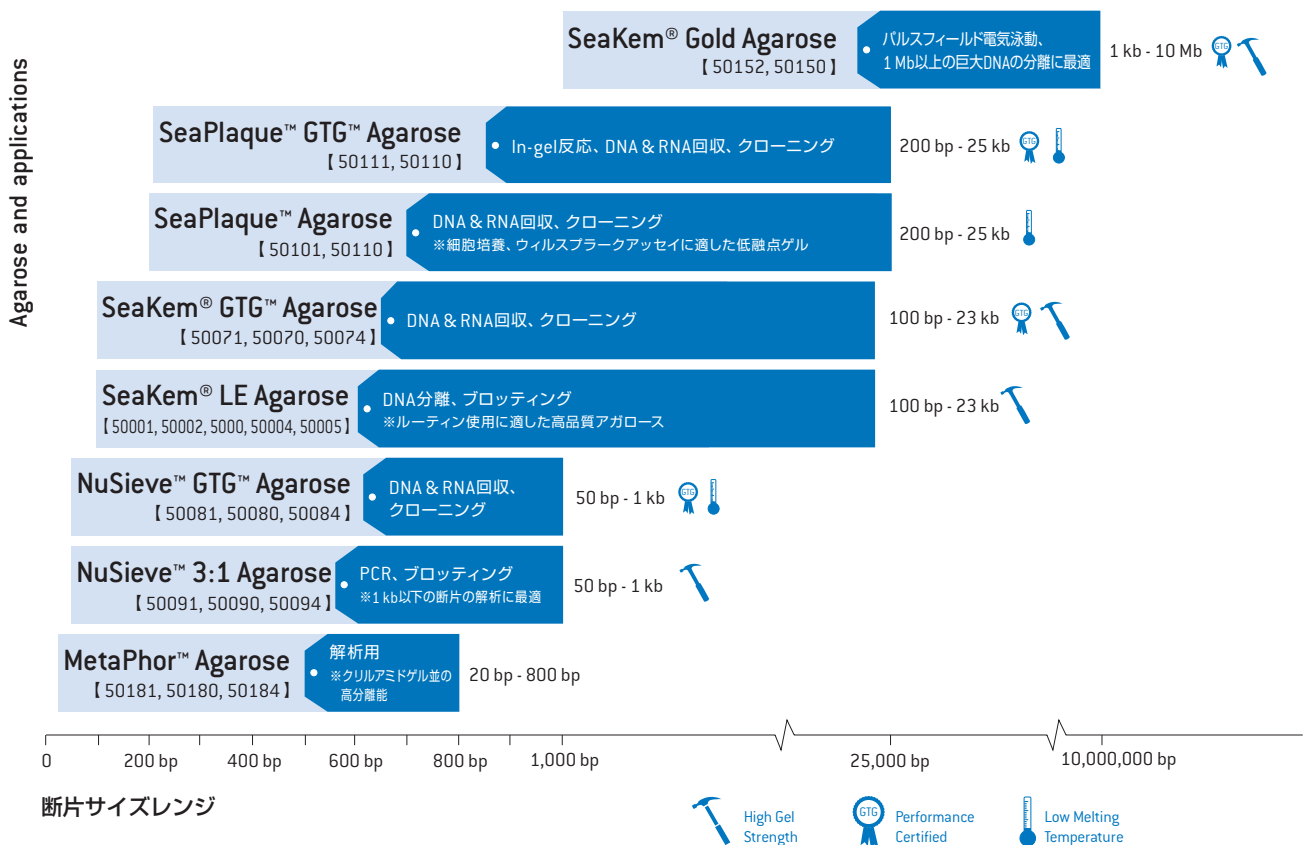 Agarose and applications
SeaKem® Gold Agarose
【50152, 50150】
パルスフィールド電気泳動、
1 Mb以上の巨大DNAの分離に最適
1 kb - 10 Mb
GTG
SeaPlaque™ GTG™ Agarose
【50111, 50110】
In-gel反応、DNA & RNA回収、クローニング
200 bp - 25 kb
GTG
SeaPlaque™ Agarose
【50101, 50110】
DNA & RNA回収、クローニング
※細胞培養、ウィルスプラークアッセイに適した低融点ゲル
200 bp - 25 kb
SeaKem® GTG™ Agarose
【50071, 50070, 50074】
DNA & RNA回収、クローニング
100 bp - 23 kb
GTG
SeaKem® LE Agarose
【50001, 50002, 5000, 50004, 50005】
DNA分離、ブロッティング
※ルーティン使用に適した高品質アガロース
100 bp - 23 kb
NuSieve™ GTG™ Agarose
【50081, 50080, 50084】
DNA & RNA回収、
クローニング
50 bp - 1 kb
GTG
NuSieve™ 3:1 Agarose
【50091, 50090, 50094】
PCR、ブロッティング
※1 kb以下の断片の解析に最適
50 bp - 1 kb
MetaPhor™ Agarose
【50181, 50180, 50184】
解析用
※クリルアミドゲル並の
高分離能
20 bp - 800 bp
0 200 bp 400 bp 600 bp 800 bp 1,000 bp 25,000 bp 10,000,000 bp
断片サイズレンジ
High Gel
Strength
GTG
Performance
Certified
Low Melting
Temperature